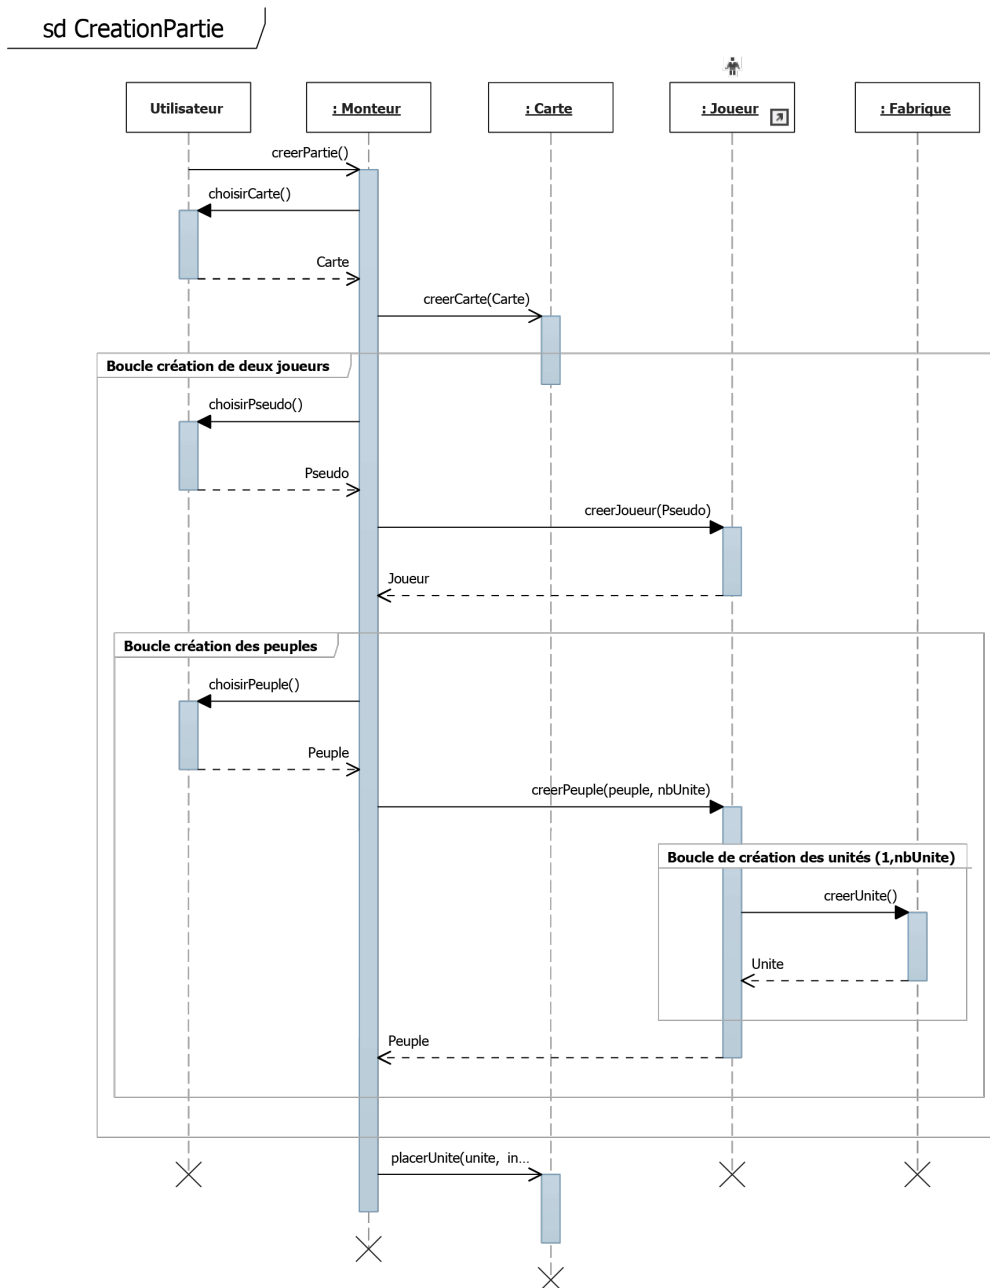 sd CreationPartie
Utilisateur
: Monteur
: Carte
: Joueur
: Fabrique
creerPartie()
choisirCarte()
Carte
creerCarte(Carte)
Boucle création de deux joueurs
choisirPseudo()
Pseudo
creerJoueur(Pseudo)
Joueur
Boucle création des peuples
choisirPeuple()
Peuple
creerPeuple(peuple, nbUnite)
Boucle de création des unités (1,nbUnite)
creerUnite()
Unite
Peuple
placerUnite(unite, in...